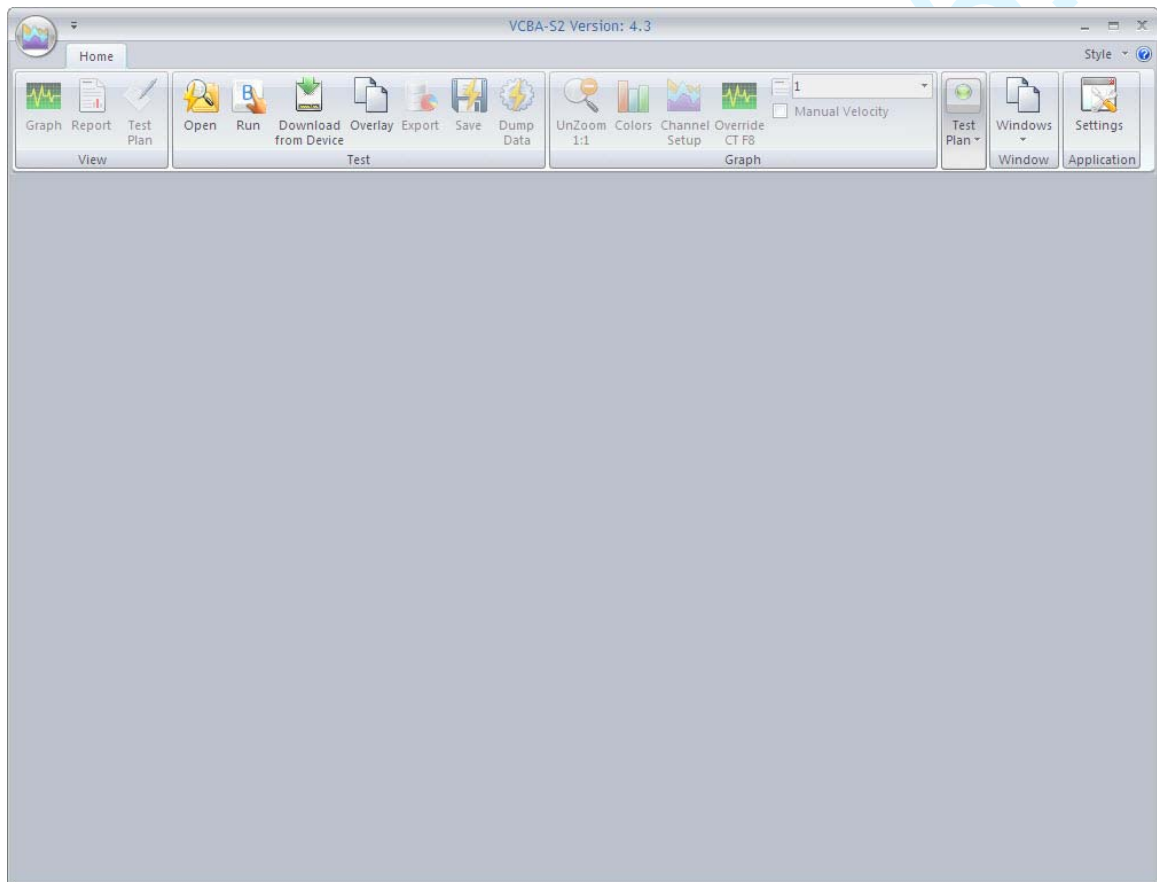 VCBA-S2 Version: 4.3
Home
Style
Graph Report Test Plan
Open Run Download from Device Overlay Export Save Dump Data
UnZoom 1:1 Colors Channel Setup Override CT F8
1
Manual Velocity
Test Plan
Windows
Settings
View
Test
Graph
Window
Application